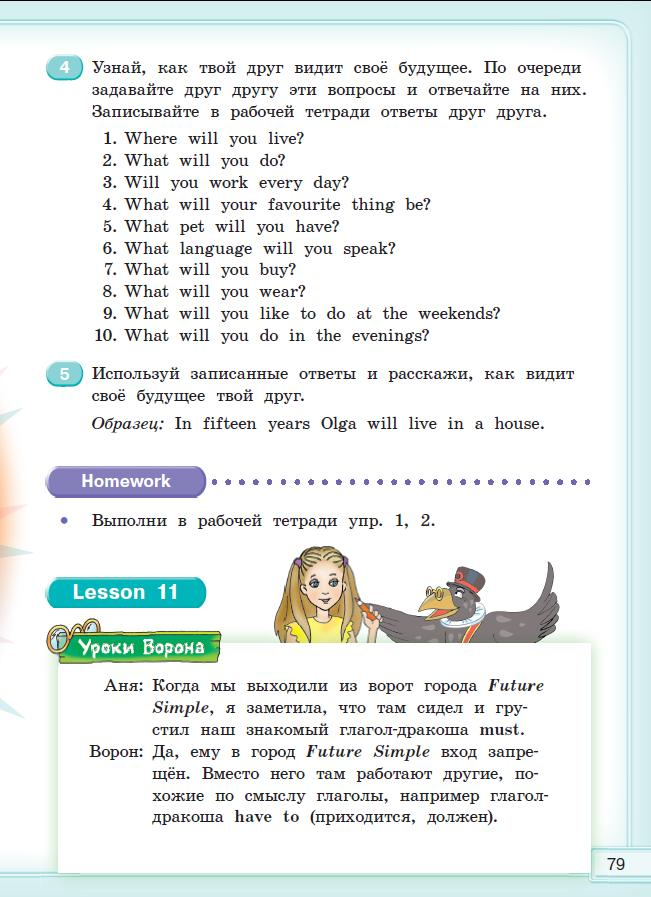 4 Узнай, как твой друг видит своё будущее. По очереди
задавайте друг другу эти вопросы и отвечайте на них.
Записывайте в рабочей тетради ответы друг друга.
1. Where will you live?
2. What will you do?
3. Will you work every day?
4. What will your favourite thing be?
5. What pet will you have?
6. What language will you speak?
7. What will you buy?
8. What will you wear?
9. What will you like to do at the weekends?
10. What will you do in the evenings?
5 Используй записанные ответы и расскажи, как видит
своё будущее твой друг.
Образец: In fifteen years Olga will live in a house.
Homework
• Выполни в рабочей тетради упр. 1, 2.
Lesson 11
Уроки Ворона
Аня: Когда мы выходили из ворот города Future
Simple, я заметила, что там сидел и гру-
стил наш знакомый глагол-дракоша must.
Ворон: Да, ему в город Future Simple вход запре-
щён. Вместо него там работают другие, по-
хожие по смыслу глаголы, например глагол-
дракоша have to (приходится, должен).
79